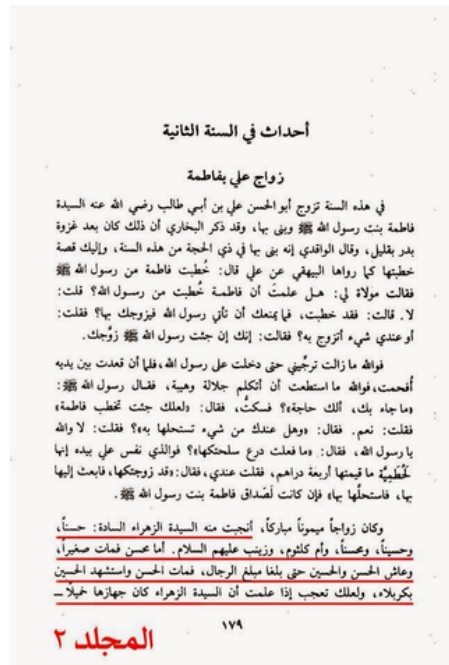 أحداث في السنة الثانية
زواج علي بفاطمة
في هذه السنة تزوج أبو الحسن علي بن أبي طالب رضي الله عنه السيدة
فاطمة بنت رسول الله ﷺ وبنى بها، وقد ذكر البخاري أن ذلك كان بعد غزوة
بدر بقليل، وقال الواقدي إنه بنى بها في ذي الحجة من هذه السنة، وإليك قصة
خطبتها كما رواها البيهقي عن علي قال: خُطبت فاطمة من رسول الله ﷺ
فقالت مولاة لي: هل علمتَ أن فاطمة خُطبت من رسول الله؟ قلت:
لا. قالت: فقد خطبت، فما يمنعك أن تأتي رسول الله فيزوجك بها؟ فقلت:
أو عندي شيء أتزوج به؟ فقالت: إنك إن جئت رسول الله ﷺ زوَّجك.
فوالله ما زالت ترجِّيني حتى دخلت على رسول الله، فلما أن قعدت بين يديه
أُفحمت، فوالله ما استطعت أن أتكلم جلالة وهيبة، فقال رسول الله ﷺ:
«ما جاء بك، ألك حاجة»؟ فسكتُّ، فقال: «لعلك جئت تخطب فاطمة»
فقلت: نعم. فقال: «وهل عندك من شيء تستحلها به»؟ فقلت: لا والله
يا رسول الله، فقال: «ما فعلت درع سلحتكها»؟ فوالذي نفس علي بيده إنها
لحُطَمِيَّة ما قيمتها أربعة دراهم، فقلت عندي، فقال: «قد زوجتكها، فابعث إليها
بها، فاستحلَّها بها» فإن كانت لَصَداق فاطمة بنت رسول الله ﷺ.
وكان زواجاً ميموناً مباركاً، أنجبت منه السيدة الزهراء السادة: حسناً،
وحسيناً، ومحسناً، وأم كلثوم، وزينب عليهم السلام. أما محسن فمات صغيراً،
وعاش الحسن والحسين حتى بلغا مبلغ الرجال، فمات الحسن واستشهد الحسين
بكربلاء، ولعلك تعجب إذا علمت أن السيدة الزهراء كان جهازها خميلاً ــ
١٧٩
المجلد ٢